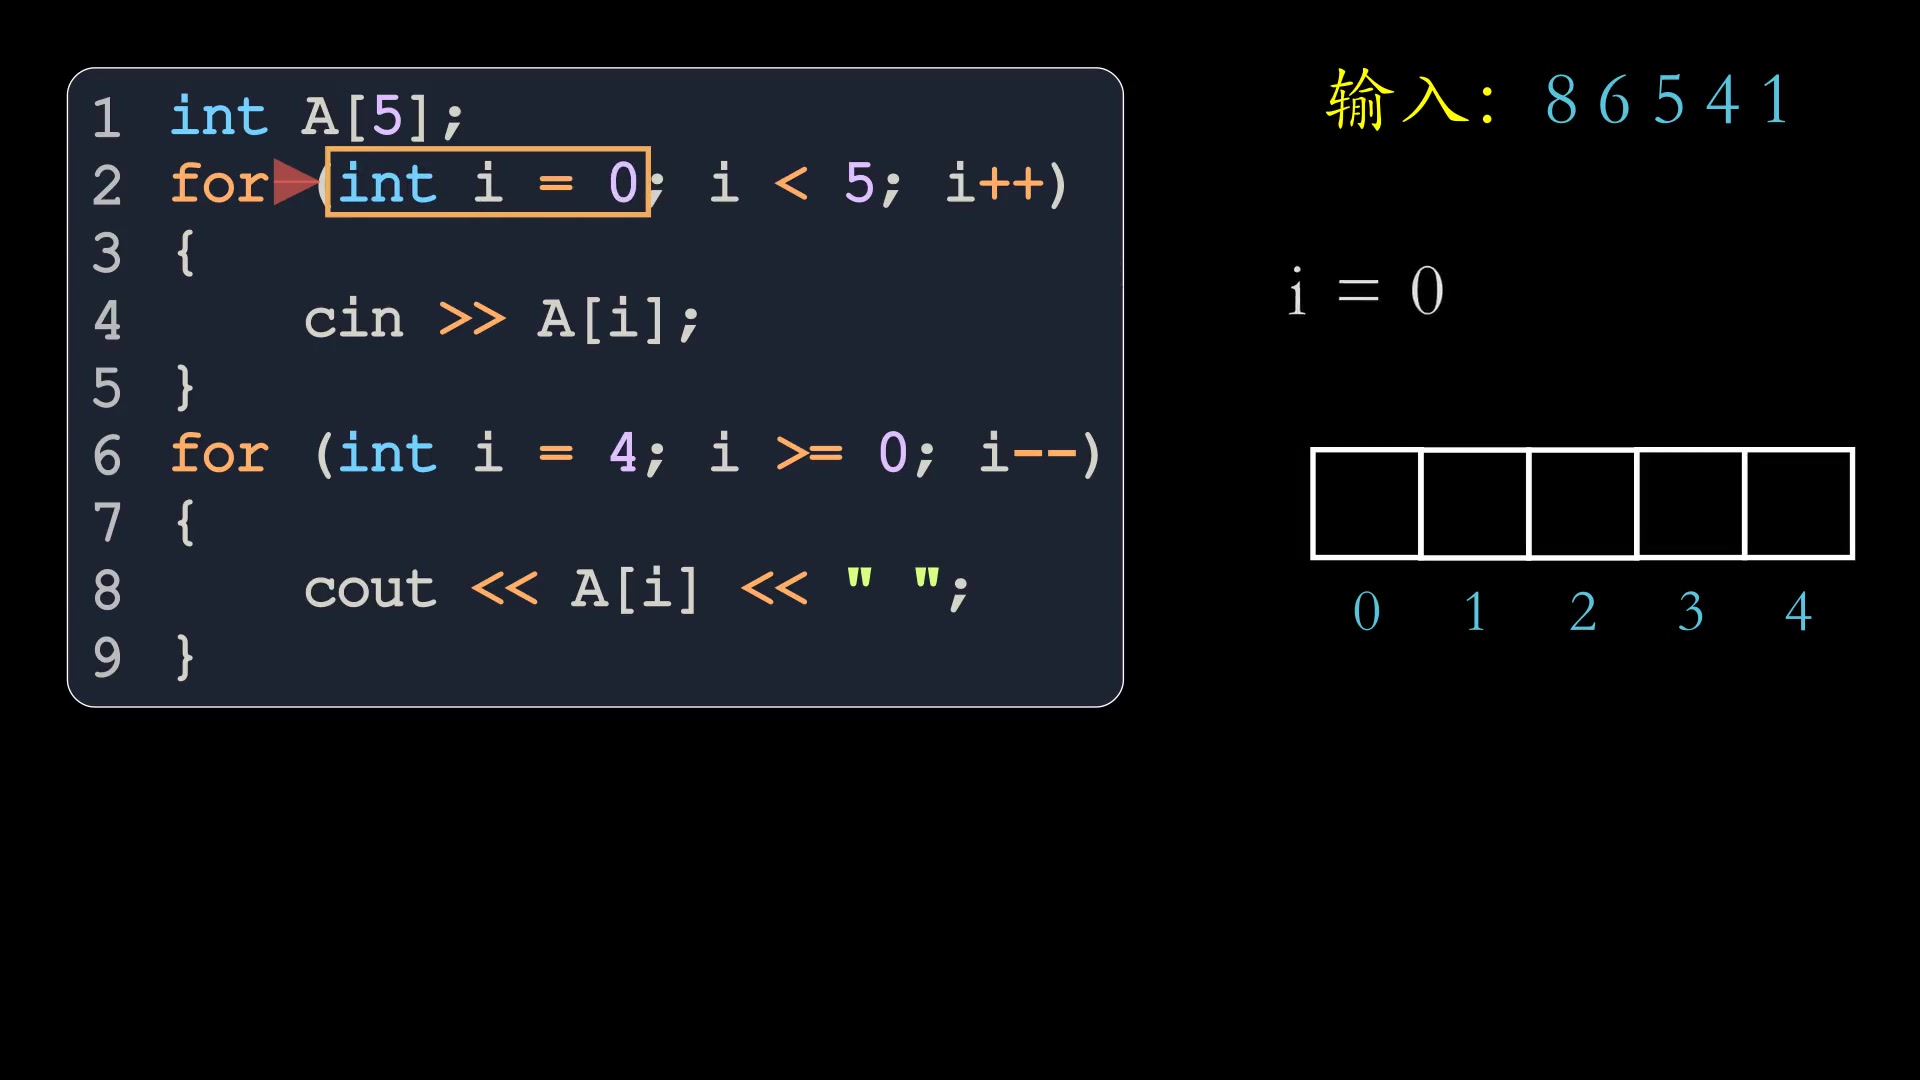 1 int A[5];
2 for (int i = 0; i < 5; i++)
3 {
4     cin >> A[i];
5 }
6 for (int i = 4; i >= 0; i--)
7 {
8     cout << A[i] << " ";
9 }
输入: 8 6 5 4 1
i = 0
0 1 2 3 4